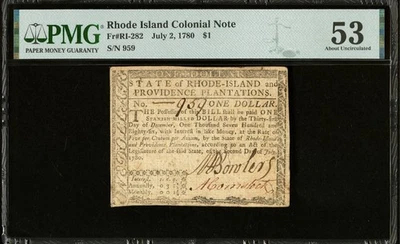 PMG
PAPER MONEY GUARANTY
Rhode Island Colonial Note
Fr#RI-282 July 2, 1780 $1
S/N 959
53
About Uncirculated
ONE DOLLAR
STATE of RHODE-ISLAND and
PROVIDENCE PLANTATIONS.
No. 959 ONE DOLLAR.
THE Possessor of this BILL shall be paid ONE
SPANISH MILLED DOLLAR by the Thirty-first
Day of December, One Thousand Seven Hundred and
Eighty-six, with Interest in like Money, at the Rate of
Five per Centum per Annum, by the State of Rhode-Island
and Providence Plantations, according to an Act of the
Legislature of the said State, of the Second Day of July,
1780.
Interest.
Annually,
Monthly,